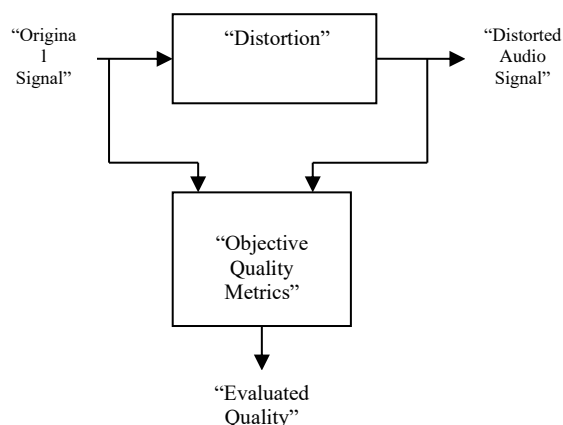 “Origina
l
Signal”
“Distortion”
“Distorted
Audio
Signal”
“Objective
Quality
Metrics”
“Evaluated
Quality”